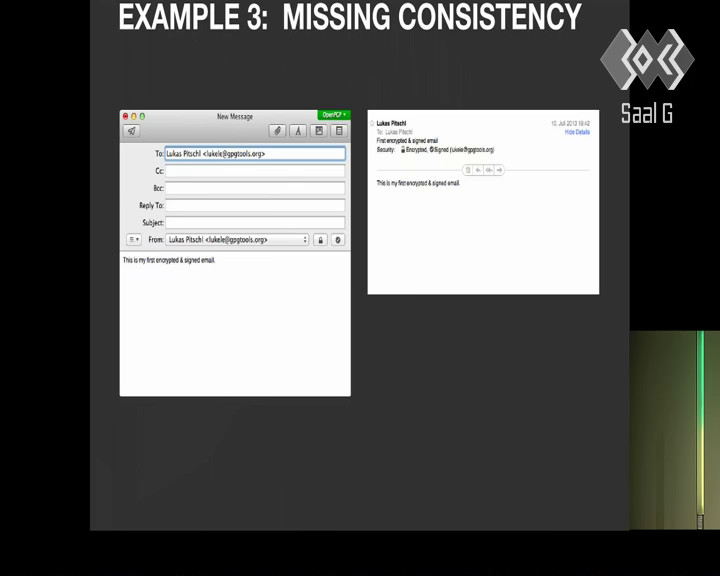 EXAMPLE 3: MISSING CONSISTENCY
Saal G
New Message
OpenPGP
To: Lukas Pitschl <lukele@gpgtools.org>
Cc:
Bcc:
Reply To:
Subject:
From: Lukas Pitschl <lukele@gpgtools.org>
This is my first encrypted & signed email.
Lukas Pitschl
10. Juli 2013 19:42
To: Lukas Pitschl
Hide Details
First encrypted & signed email
Security: Encrypted, Signed (lukele@gpgtools.org)
This is my first encrypted & signed email.